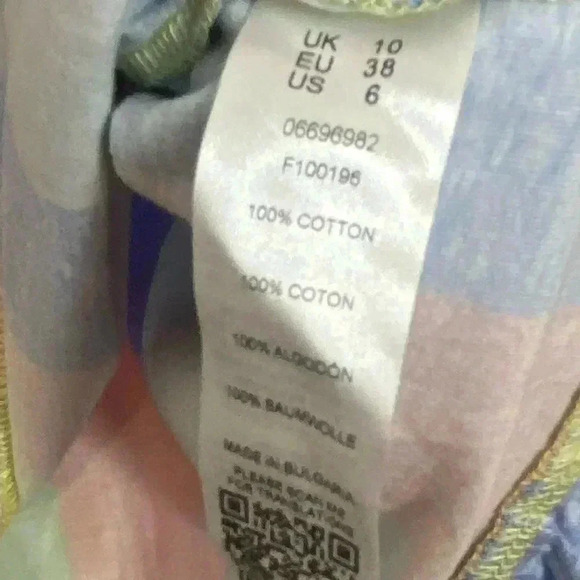 UK 10
EU 38
US 6
06696982
F100196
100% COTTON
100% COTON
100% ALGODÓN
100% BAUMWOLLE
MADE IN BULGARIA
PLEASE SCAN ME
FOR TRANSLATIONS